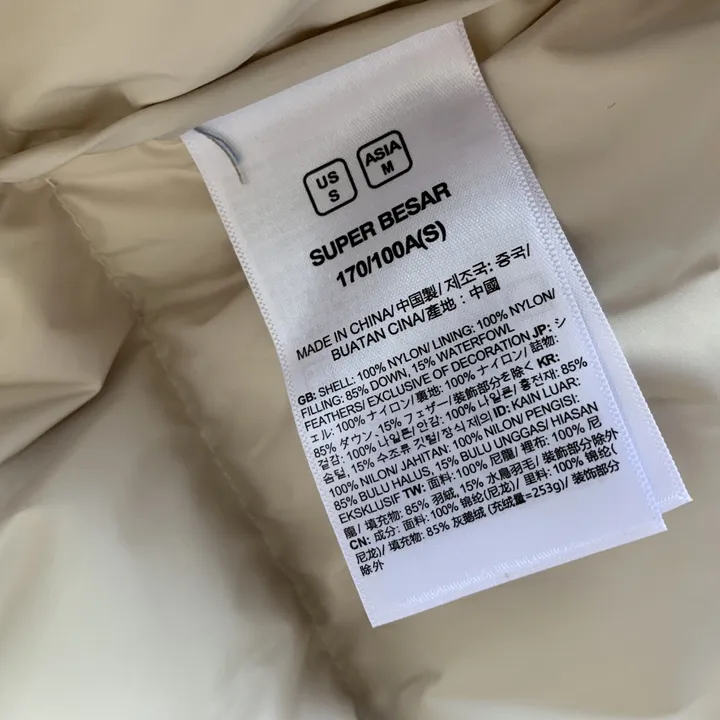 US
S
ASIA
M
SUPER BESAR
170/100A(S)
MADE IN CHINA/ 中国製/ 제조국: 중국/
BUATAN CINA/ 產地 : 中國
GB: SHELL: 100% NYLON/ LINING: 100% NYLON/
FILLING: 85% DOWN, 15% WATERFOWL
FEATHERS/ EXCLUSIVE OF DECORATION JP: シ
ェル: 100% ナイロン/ 裏地: 100% ナイロン/ 詰物:
85% ダウン 15% フェザー/ 装飾部分を除く KR:
겉감: 100% 나일론/ 안감: 100% 나일론/ 충전재: 85%
솜털, 15% 수조류 깃털/ 장식제외 ID: KAIN LUAR:
100% NILON/ JAHITAN: 100% NILON/ PENGISI:
85% BULU HALUS, 15% BULU UNGGAS/ HIASAN
EKSKLUSIF TW: 面料: 100% 尼龍/ 裡布: 100% 尼
龍/ 填充物: 85% 羽絨, 15% 水鳥羽毛/ 裝飾部分除外
CN: 成分: 面料: 100% 锦纶(尼龙)/ 里料: 100% 锦纶(
尼龙)/ 填充物: 85% 灰鹅绒 (充绒量=253g)/ 装饰部分
除外